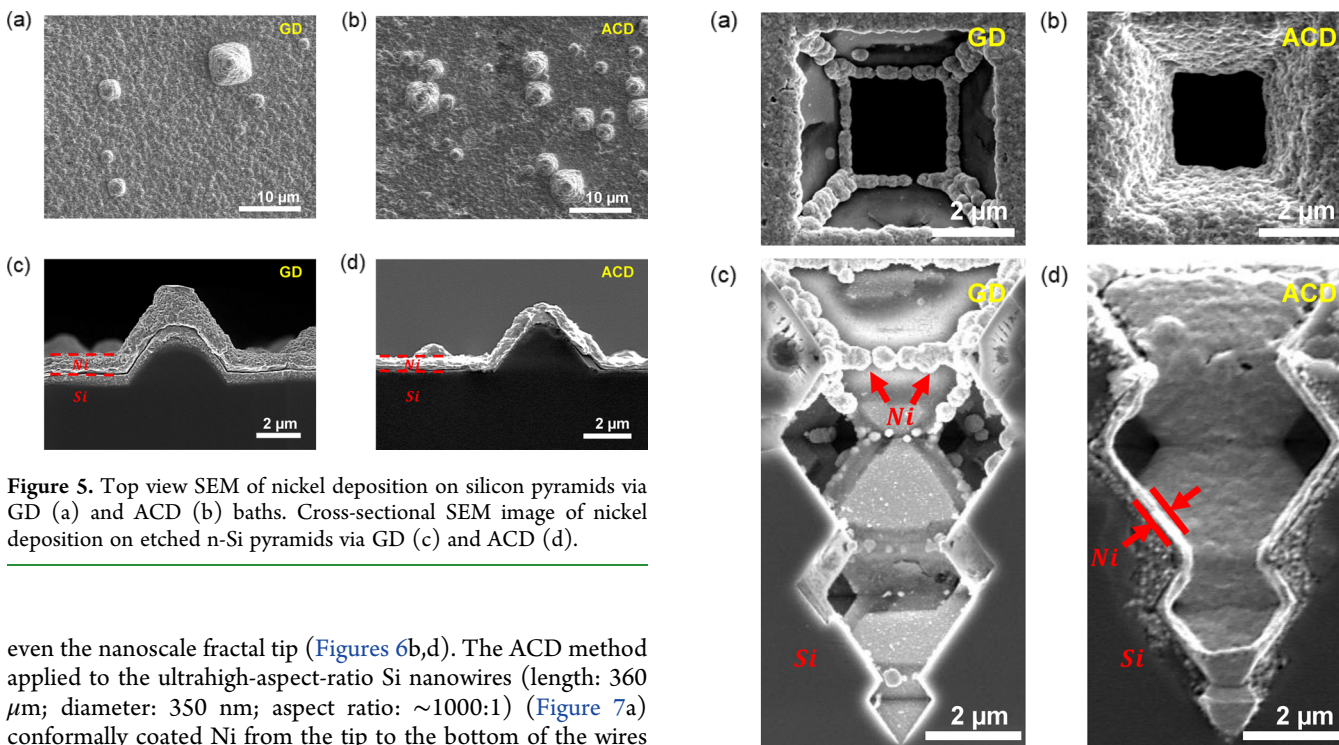 (a)
GD
10 μm
(b)
ACD
10 μm
(c)
GD
Ni
Si
2 μm
(d)
ACD
Ni
Si
2 μm
Figure 5. Top view SEM of nickel deposition on silicon pyramids via
GD (a) and ACD (b) baths. Cross-sectional SEM image of nickel
deposition on etched n-Si pyramids via GD (c) and ACD (d).
even the nanoscale fractal tip (Figures 6b,d). The ACD method
applied to the ultrahigh-aspect-ratio Si nanowires (length: 360
μm; diameter: 350 nm; aspect ratio: ~1000:1) (Figure 7a)
conformally coated Ni from the tip to the bottom of the wires
(a)
GD
2 μm
(b)
ACD
2 μm
(c)
GD
Ni
Si
2 μm
(d)
ACD
Ni
Si
2 μm